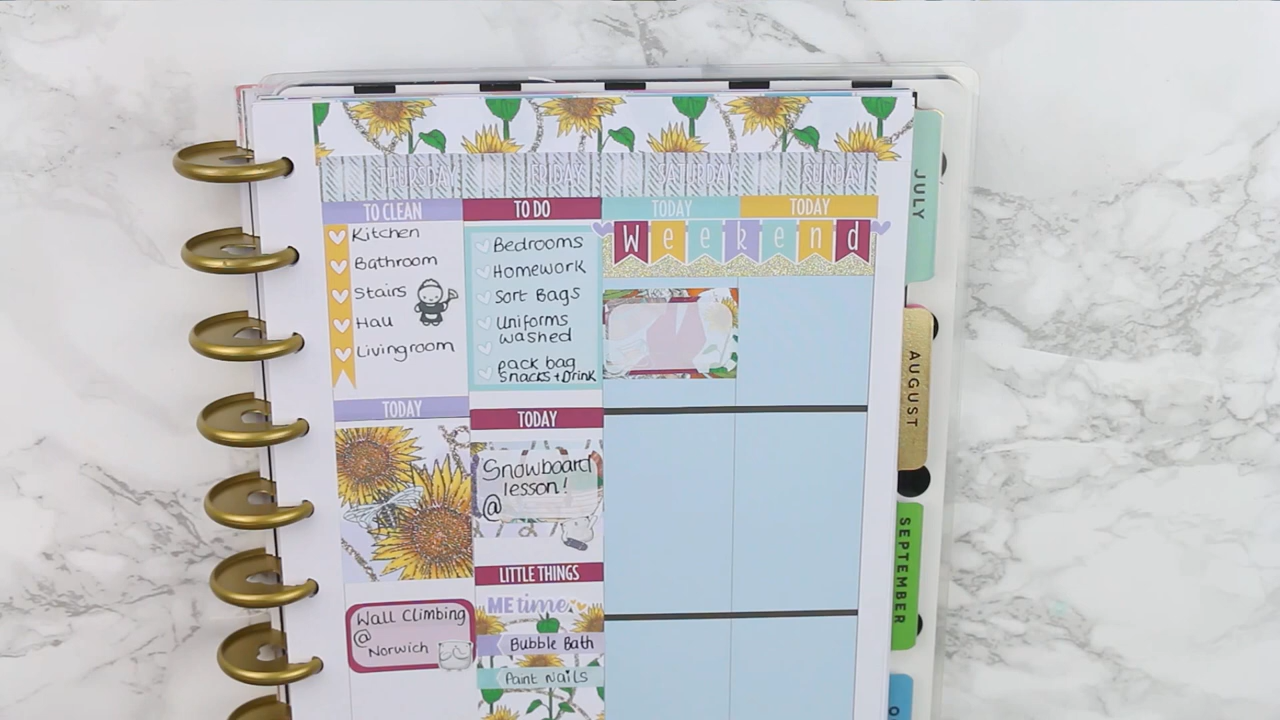 THURSDAY FRIDAY SATURDAY SUNDAY
TO CLEAN
Kitchen
Bathroom
Stairs
Hall
Livingroom
TODAY
Wall Climbing
@
Norwich
TO DO
Bedrooms
Homework
Sort Bags
Uniforms
washed
pack bag
Snacks + Drink
TODAY
Snowboard
lesson!
@
LITTLE THINGS
ME time
Bubble Bath
Paint Nails
TODAY
TODAY
Weekend
JULY
AUGUST
SEPTEMBER
O